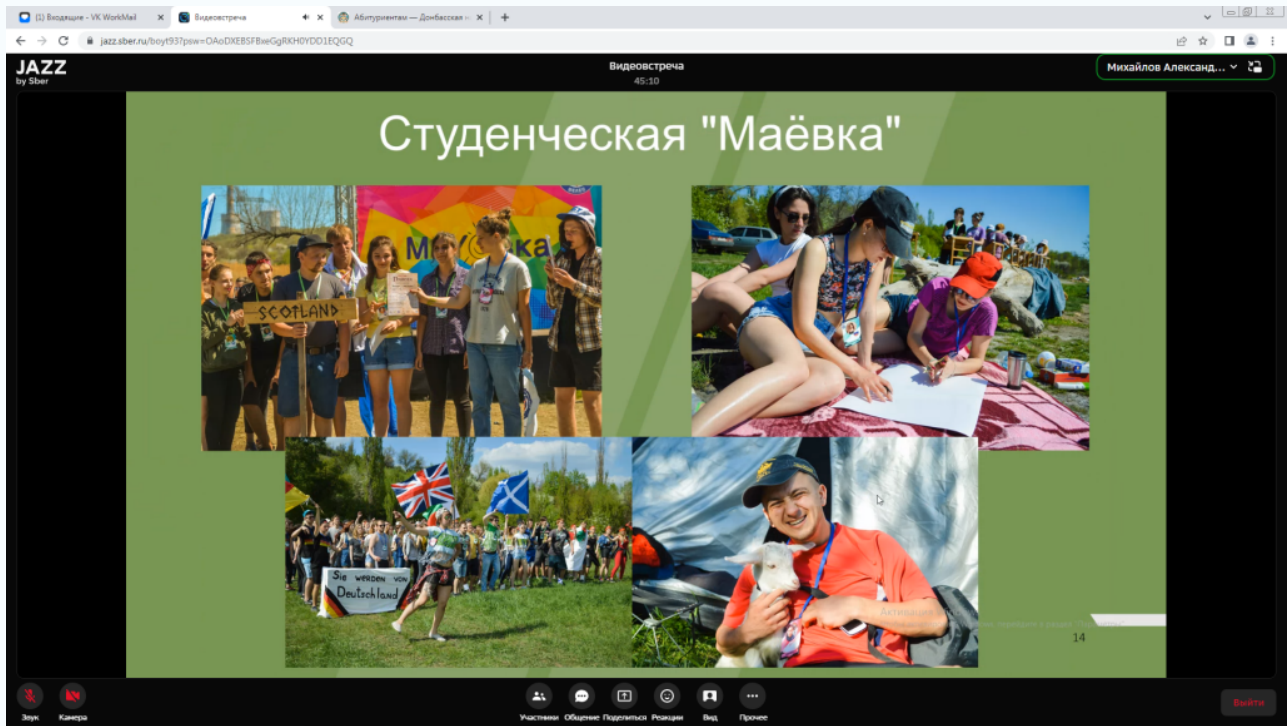 (1) Входящие - VK WorkMail
Видеовстреча
Абитуриентам — Донбасская н
jazz.sber.ru/boyt93?psw=OAoDXEBSFBxeGgRKH0YDD1EQGQ
JAZZ
by Sber
Видеовстреча
45:10
Михайлов Александ...
Студенческая "Маёвка"
SCOTLAND
Sie werden von
Deutschland
14
Звук
Камера
Участники
Общение
Поделиться
Реакции
Вид
Прочее
Выйти